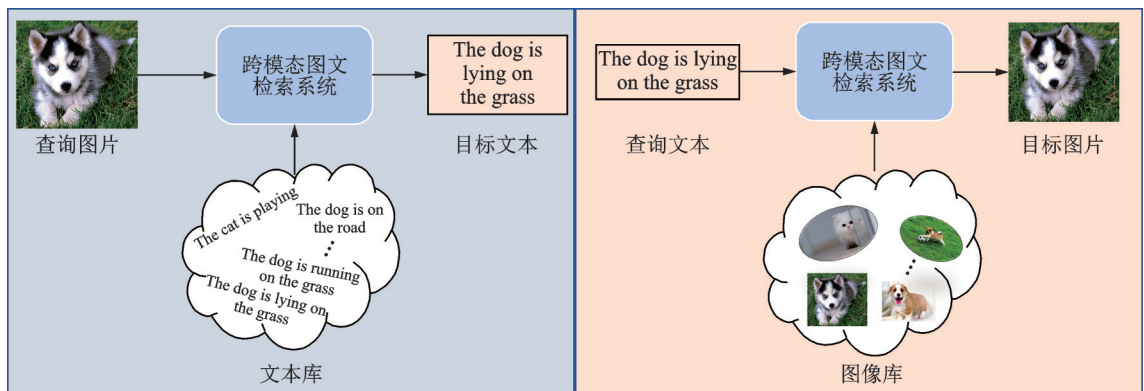 跨模态图文
检索系统
The dog is
lying on
the grass
查询图片
目标文本
The cat is playing
The dog is on
the road
The dog is running
on the grass
The dog is lying on
the grass
文本库
The dog is lying
on the grass
跨模态图文
检索系统
查询文本
目标图片
图像库